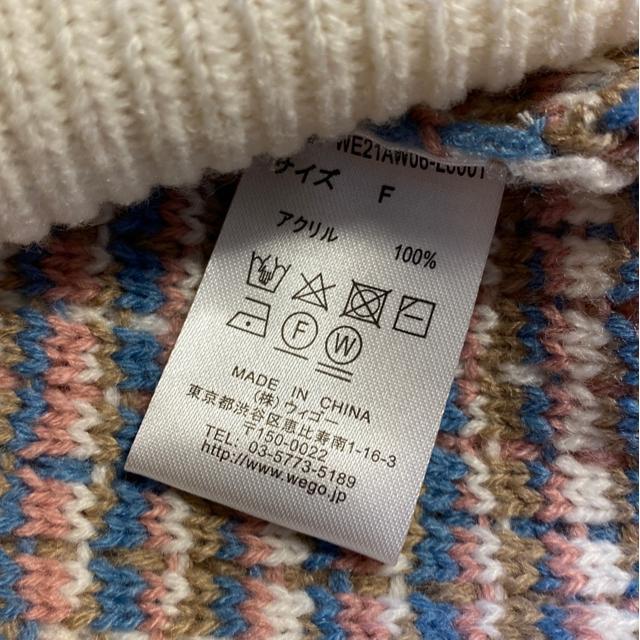 WE21AW06-L0001
サイズ F
アクリル 100%
F W
MADE IN CHINA
(株)ウィゴー
東京都渋谷区恵比寿南1-16-3
〒150-0022
TEL. 03-5773-5189
http://www.wego.jp